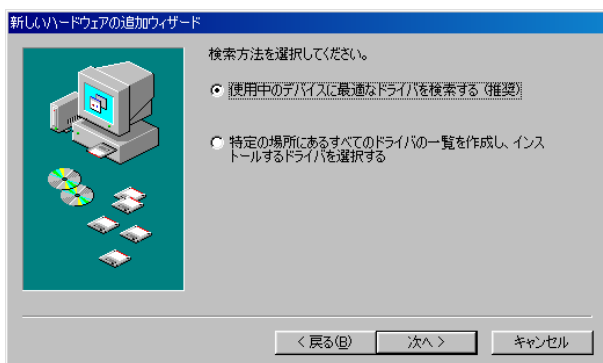 新しいハードウェアの追加ウィザード
検索方法を選択してください。
使用中のデバイスに最適なドライバを検索する (推奨)
特定の場所にあるすべてのドライバの一覧を作成し、インス
トールするドライバを選択する
< 戻る(B)
次へ >
キャンセル